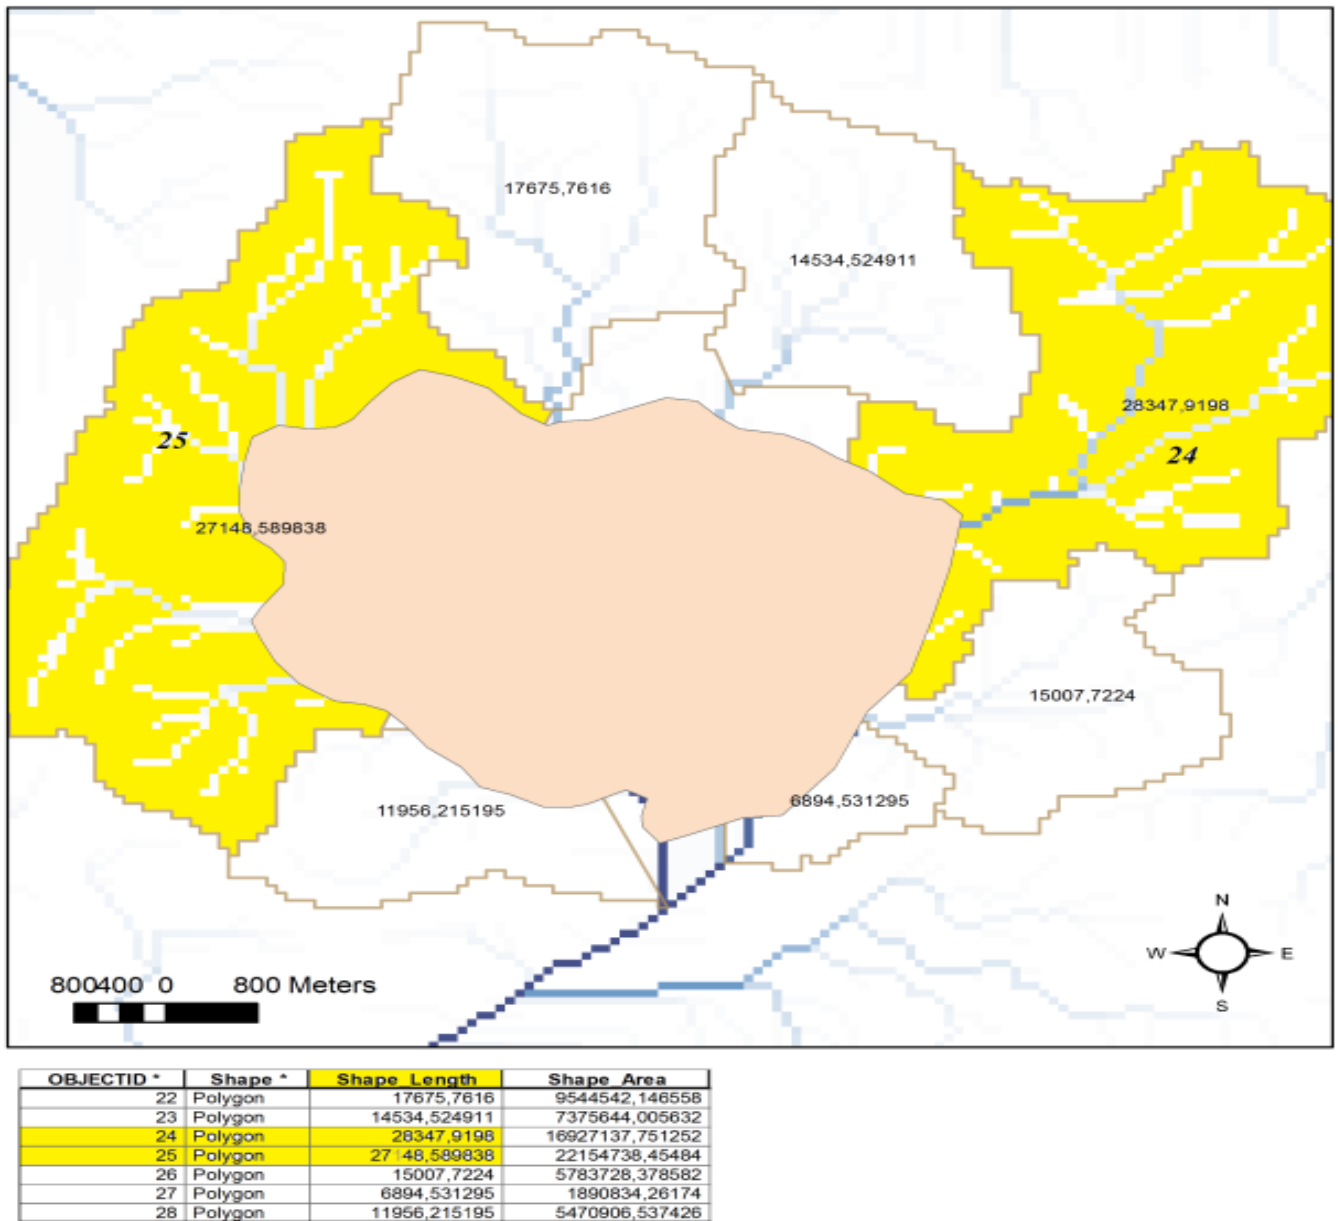 17675,7616
14534,524911
28347,9198
25
24
27148,589838
15007,7224
11956,215195
6894,531295
N
W E
S
800400 0 800 Meters
OBJECTID * Shape * Shape_Length Shape_Area
22 Polygon 17675,7616 9544542,146558
23 Polygon 14534,524911 7375644,005632
24 Polygon 28347,9198 16927137,751252
25 Polygon 27148,589838 22154738,45484
26 Polygon 15007,7224 5783728,378582
27 Polygon 6894,531295 1890834,26174
28 Polygon 11956,215195 5470906,537426